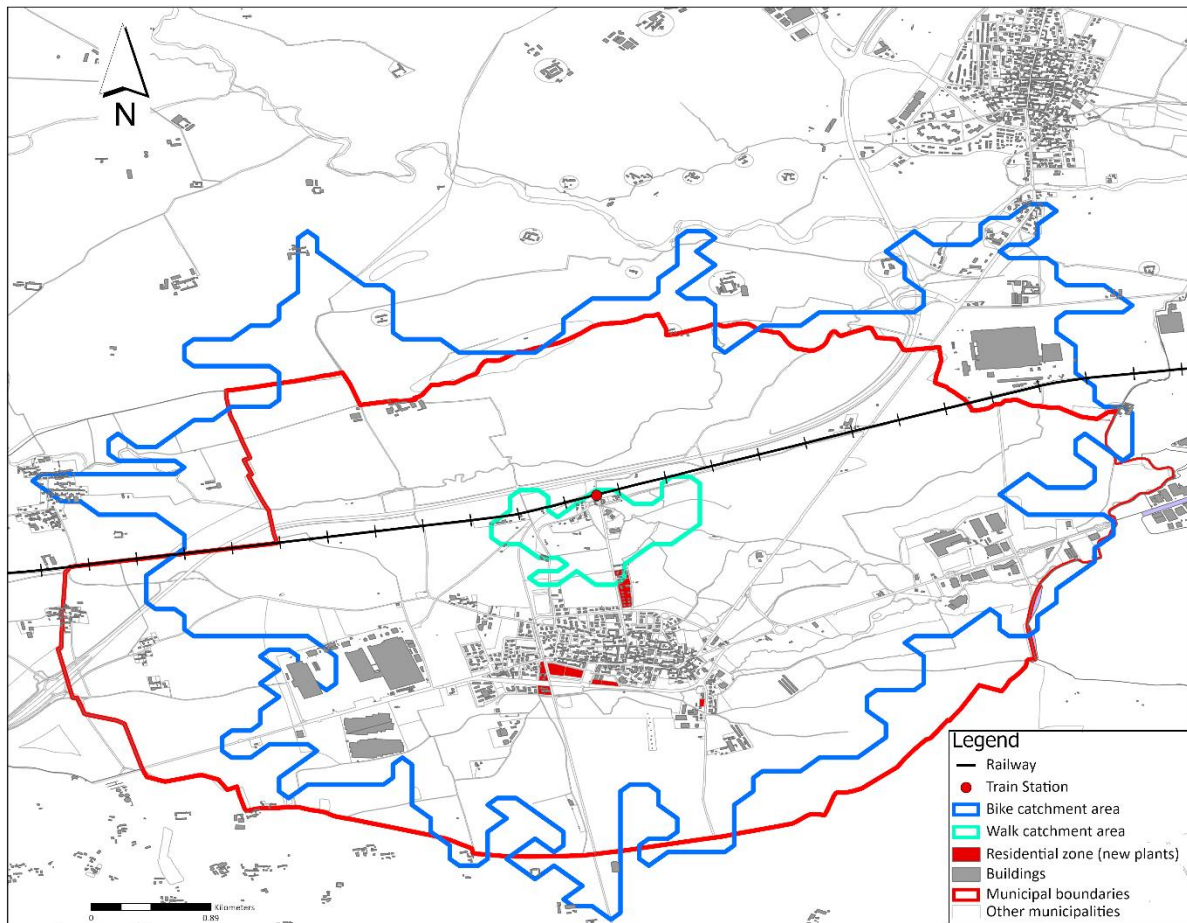 N
Legend
Railway
Train Station
Bike catchment area
Walk catchment area
Residential zone (new plants)
Buildings
Municipal boundaries
Other municipalities
Kilometers
0 0.89